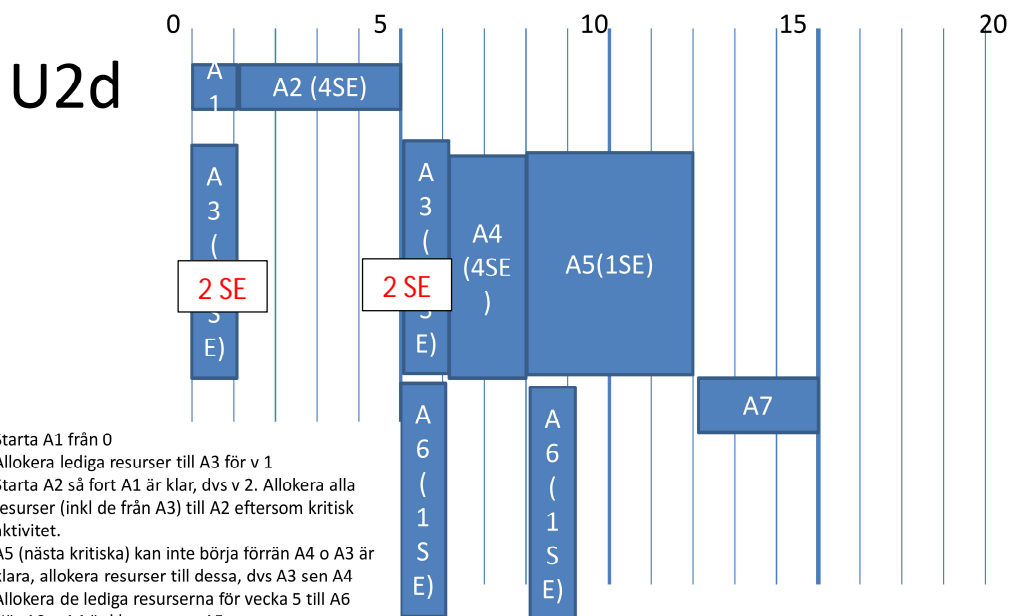 0 5 10 15 20
U2d
A
1
A2 (4SE)
A
3
(
2 SE
E)
A
3
(
2 SE
E)
A4
(4SE
)
A5(1SE)
A
6
(
1
S
E)
A
6
(
1
S
E)
A7
Starta A1 från 0
Allokera lediga resurser till A3 för v 1
Starta A2 så fort A1 är klar, dvs v 2. Allokera alla
resurser (inkl de från A3) till A2 eftersom kritisk
aktivitet.
A5 (nästa kritiska) kan inte börja förrän A4 o A3 är
klara, allokera resurser till dessa, dvs A3 sen A4
Allokera de lediga resurserna för vecka 5 till A6